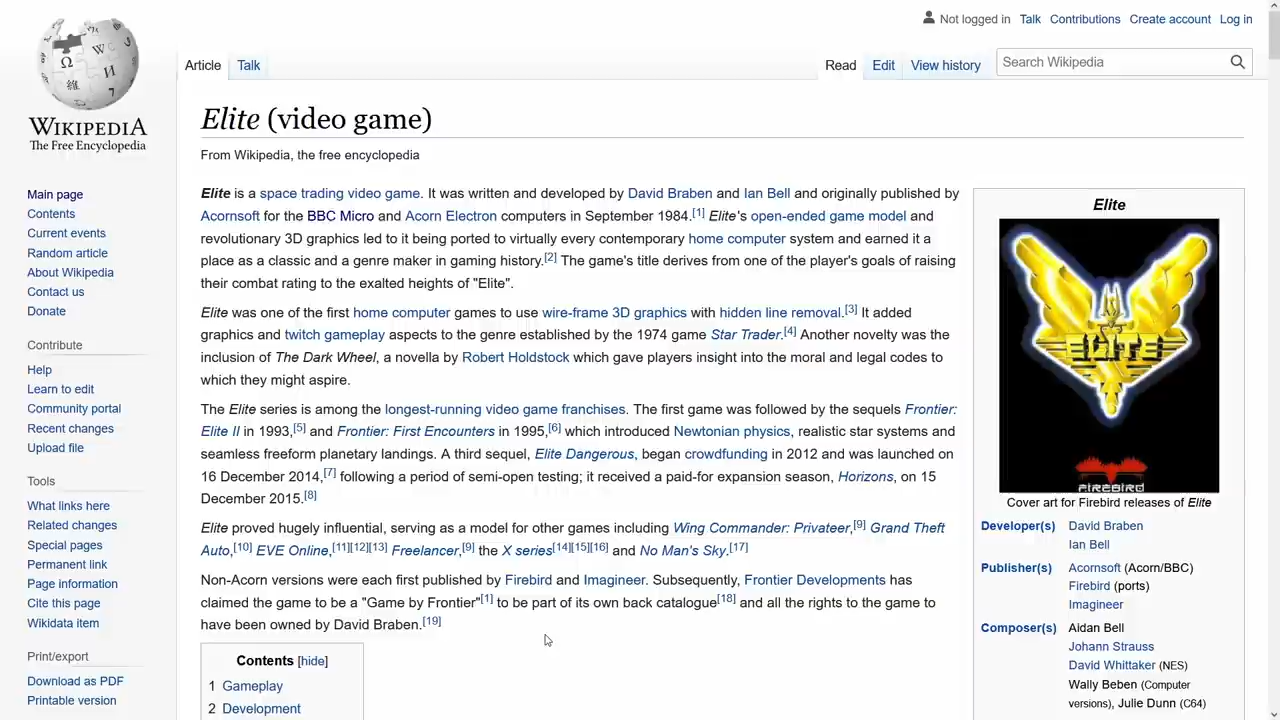 Not logged in Talk Contributions Create account Log in
Article Talk Read Edit View history Search Wikipedia
Ω W И 維 7
WIKIPEDIA
The Free Encyclopedia
Main page
Contents
Current events
Random article
About Wikipedia
Contact us
Donate
Contribute
Help
Learn to edit
Community portal
Recent changes
Upload file
Tools
What links here
Related changes
Special pages
Permanent link
Page information
Cite this page
Wikidata item
Print/export
Download as PDF
Printable version
Elite (video game)
From Wikipedia, the free encyclopedia
Elite is a space trading video game. It was written and developed by David Braben and Ian Bell and originally published by
Acornsoft for the BBC Micro and Acorn Electron computers in September 1984.[1] Elite's open-ended game model and
revolutionary 3D graphics led to it being ported to virtually every contemporary home computer system and earned it a
place as a classic and a genre maker in gaming history.[2] The game's title derives from one of the player's goals of raising
their combat rating to the exalted heights of "Elite".
Elite was one of the first home computer games to use wire-frame 3D graphics with hidden line removal.[3] It added
graphics and twitch gameplay aspects to the genre established by the 1974 game Star Trader.[4] Another novelty was the
inclusion of The Dark Wheel, a novella by Robert Holdstock which gave players insight into the moral and legal codes to
which they might aspire.
The Elite series is among the longest-running video game franchises. The first game was followed by the sequels Frontier:
Elite II in 1993,[5] and Frontier: First Encounters in 1995,[6] which introduced Newtonian physics, realistic star systems and
seamless freeform planetary landings. A third sequel, Elite Dangerous, began crowdfunding in 2012 and was launched on
16 December 2014,[7] following a period of semi-open testing; it received a paid-for expansion season, Horizons, on 15
December 2015.[8]
Elite proved hugely influential, serving as a model for other games including Wing Commander: Privateer,[9] Grand Theft
Auto,[10] EVE Online,[11][12][13] Freelancer,[9] the X series[14][15][16] and No Man's Sky.[17]
Non-Acorn versions were each first published by Firebird and Imagineer. Subsequently, Frontier Developments has
claimed the game to be a "Game by Frontier"[1] to be part of its own back catalogue[18] and all the rights to the game to
have been owned by David Braben.[19]
Contents [hide]
1 Gameplay
2 Development
Elite
ELITE
FIREBIRD
Cover art for Firebird releases of Elite
Developer(s) David Braben
Ian Bell
Publisher(s) Acornsoft (Acorn/BBC)
Firebird (ports)
Imagineer
Composer(s) Aidan Bell
Johann Strauss
David Whittaker (NES)
Wally Beben (Computer
versions), Julie Dunn (C64)